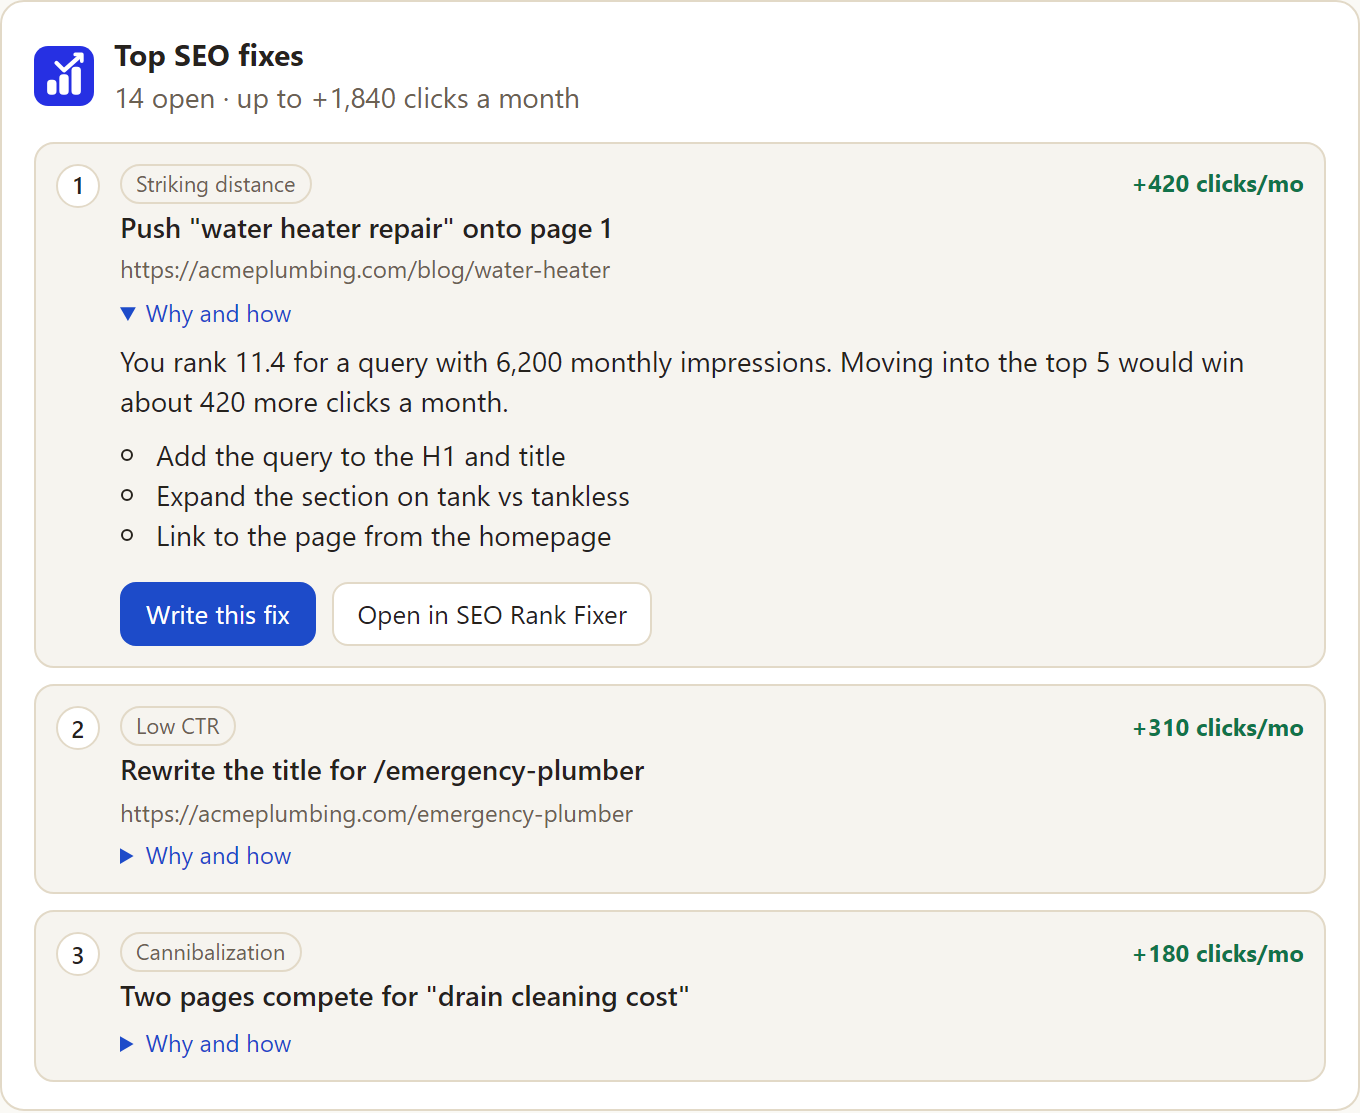 Top SEO fixes
14 open · up to +1,840 clicks a month
1
Striking distance
+420 clicks/mo
Push "water heater repair" onto page 1
https://acmeplumbing.com/blog/water-heater
Why and how
You rank 11.4 for a query with 6,200 monthly impressions. Moving into the top 5 would win
about 420 more clicks a month.
Add the query to the H1 and title
Expand the section on tank vs tankless
Link to the page from the homepage
Write this fix
Open in SEO Rank Fixer
2
Low CTR
+310 clicks/mo
Rewrite the title for /emergency-plumber
https://acmeplumbing.com/emergency-plumber
Why and how
3
Cannibalization
+180 clicks/mo
Two pages compete for "drain cleaning cost"
Why and how